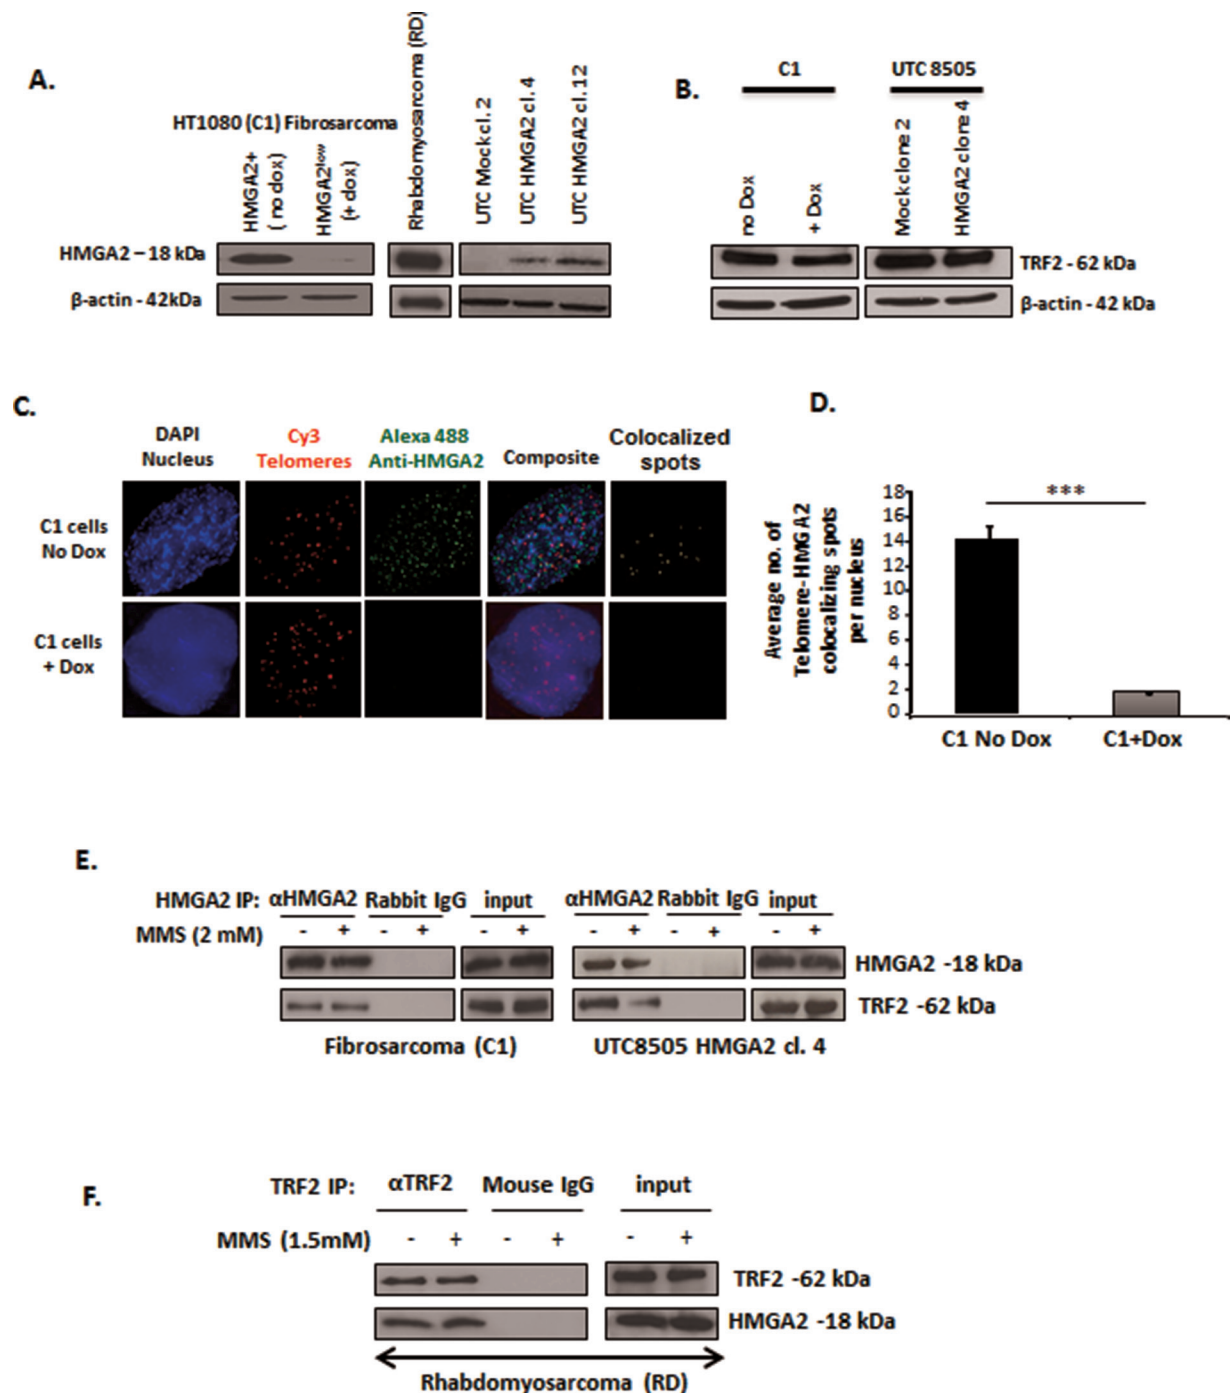 A.
HT1080 (C1) Fibrosarcoma
HMGA2+
( no dox)
HMGA2low
(+ dox)
Rhabdomyosarcoma (RD)
UTC Mock cl. 2
UTC HMGA2 cl. 4
UTC HMGA2 cl. 12
HMGA2 – 18 kDa
β-actin - 42kDa
B.
C1
UTC 8505
no Dox
+ Dox
Mock clone 2
HMGA2 clone 4
TRF2 - 62 kDa
β-actin - 42 kDa
C.
DAPI
Nucleus
Cy3
Telomeres
Alexa 488
Anti-HMGA2
Composite
Colocalized
spots
C1 cells
No Dox
C1 cells
+ Dox
D.
Average no. of
Telomere-HMGA2
colocalizing spots
per nucleus
18
16
14
12
10
8
6
4
2
0
***
C1 No Dox
C1+Dox
E.
HMGA2 IP: αHMGA2 Rabbit IgG input
αHMGA2 Rabbit IgG input
MMS (2 mM) - + - + - +
- + - + - +
HMGA2 -18 kDa
TRF2 -62 kDa
Fibrosarcoma (C1)
UTC8505 HMGA2 cl. 4
F.
TRF2 IP: αTRF2 Mouse IgG input
MMS (1.5mM) - + - + - +
TRF2 -62 kDa
HMGA2 -18 kDa
Rhabdomyosarcoma (RD)